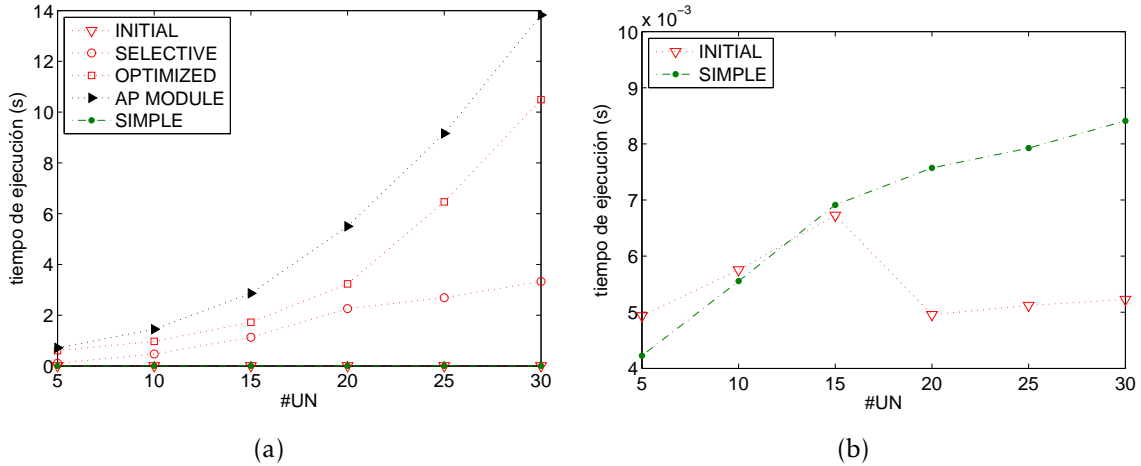 14
12
10
8
6
4
2
0
5 10 15 20 25 30
#UN
tiempo de ejecución (s)
INITIAL
SELECTIVE
OPTIMIZED
AP MODULE
SIMPLE
(a)
x 10⁻³
10
9
8
7
6
5
4
5 10 15 20 25 30
#UN
tiempo de ejecución (s)
INITIAL
SIMPLE
(b)